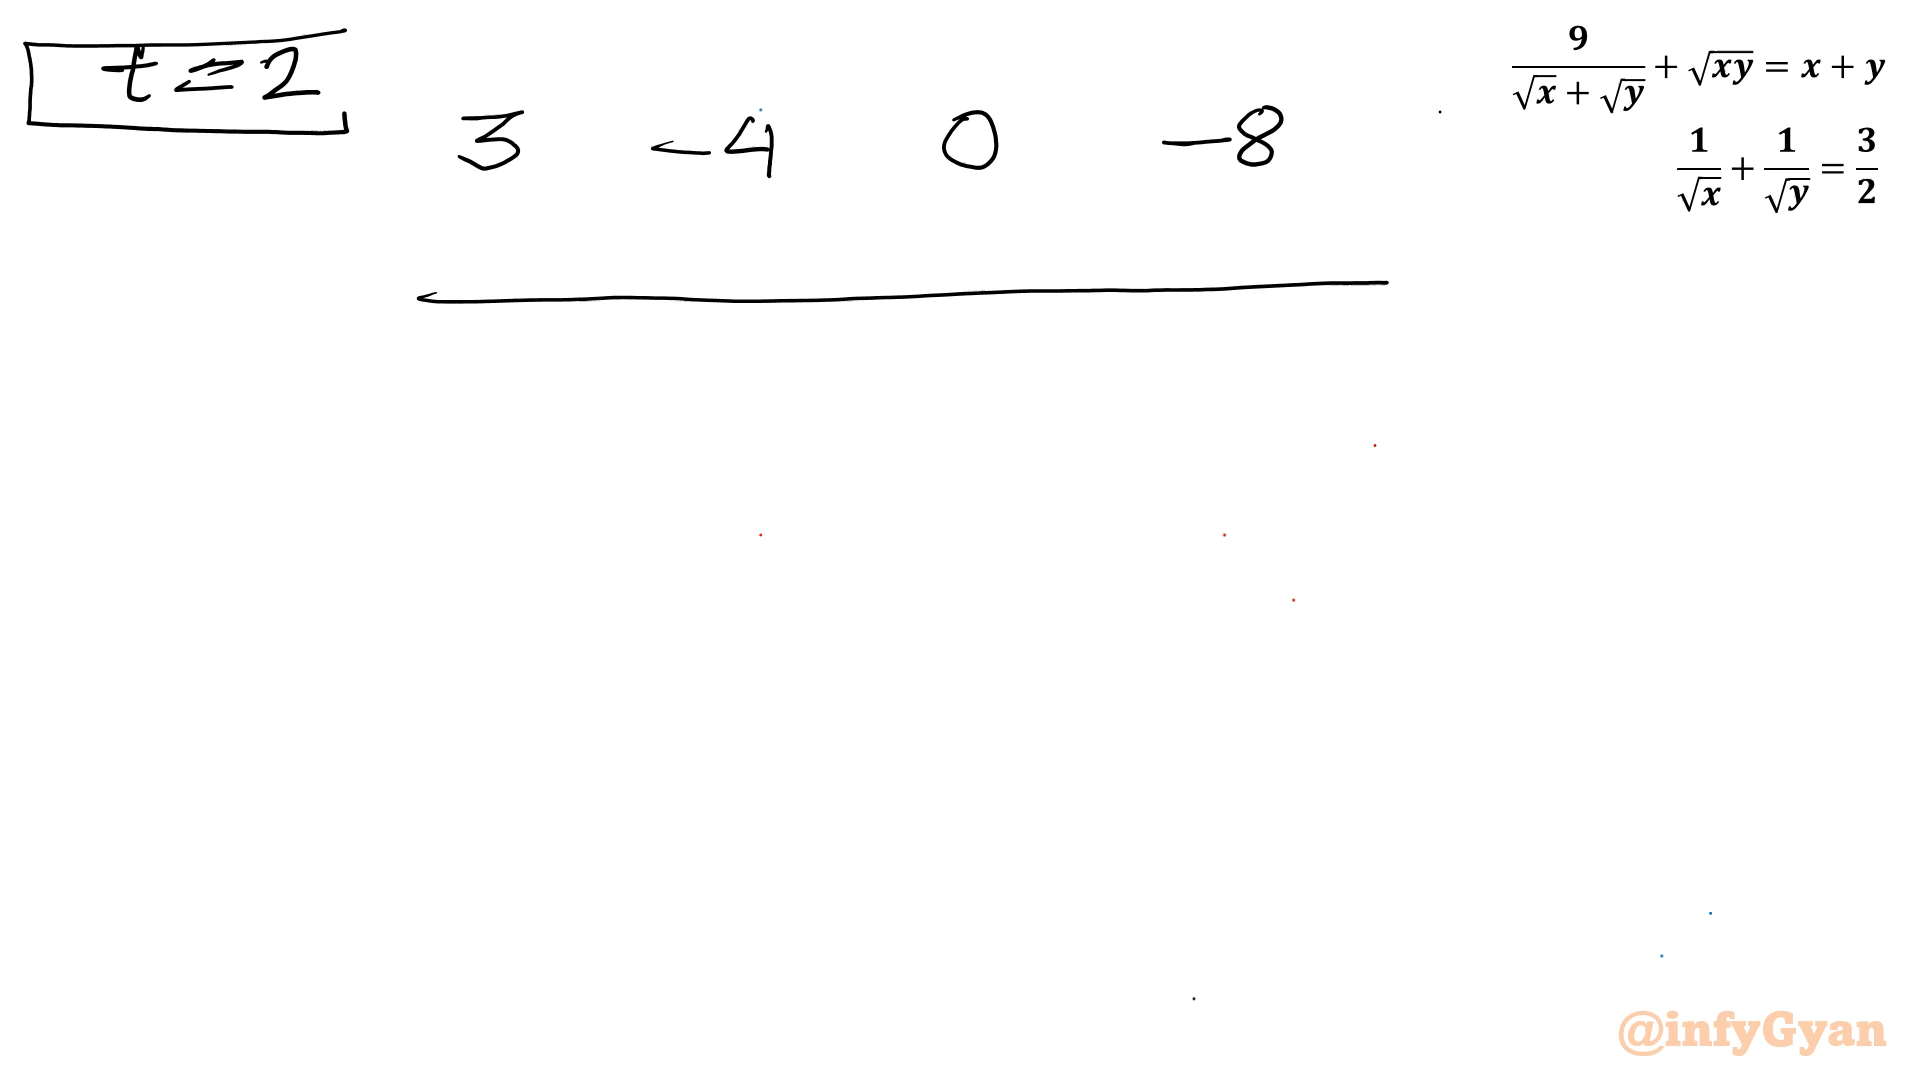 t = 2
3 -4 0 -8
9/(√x + √y) + √xy = x + y
1/√x + 1/√y = 3/2
@infyGyan